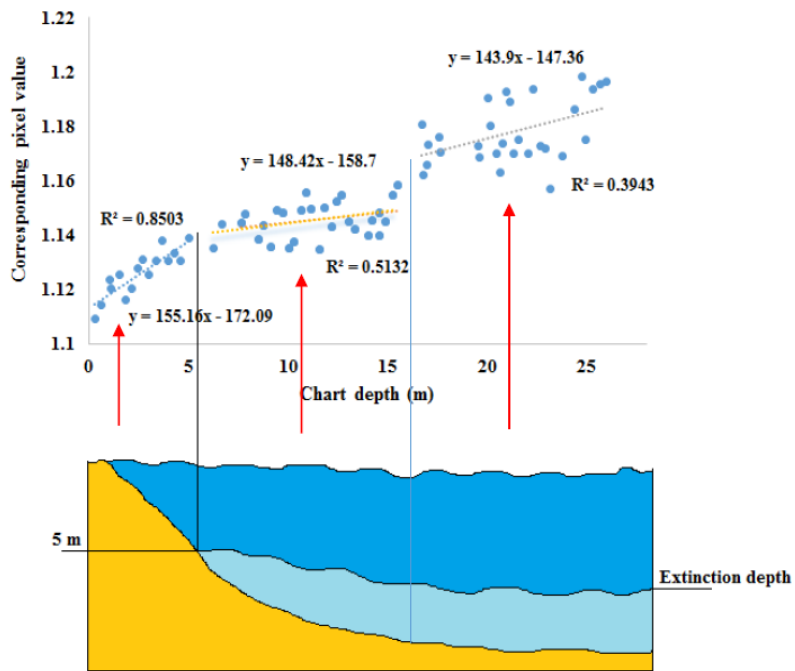 Corresponding pixel value
1.22
1.2
1.18
1.16
1.14
1.12
1.1
y = 143.9x - 147.36
y = 148.42x - 158.7
R² = 0.8503
R² = 0.3943
R² = 0.5132
y = 155.16x - 172.09
0 5 10 15 20 25
Chart depth (m)
5 m
Extinction depth